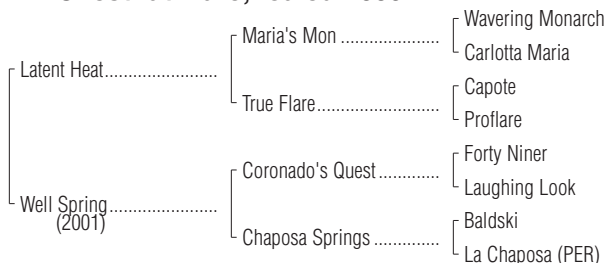 Wavering Monarch
Maria's Mon
Carlotta Maria
Latent Heat
Capote
True Flare
Proflare
Forty Niner
Coronado's Quest
Laughing Look
Well Spring
(2001)
Baldski
Chaposa Springs
La Chaposa (PER)